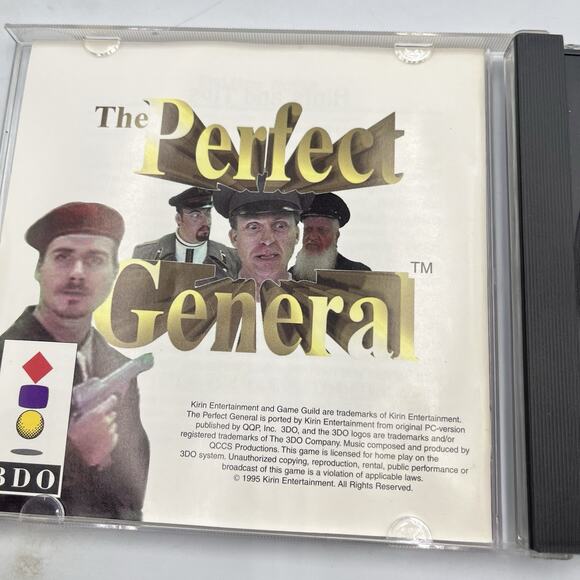 The Perfect
General™
Kirin Entertainment and Game Guild are trademarks of Kirin Entertainment.
The Perfect General is ported by Kirin Entertainment from original PC-version
published by QQP, Inc. 3DO, and the 3DO logos are trademarks and/or
registered trademarks of The 3DO Company. Music composed and produced by
QCCS Productions. This game is licensed for home play on the
3DO system. Unauthorized copying, reproduction, rental, public performance or
broadcast of this game is a violation of applicable laws.
© 1995 Kirin Entertainment. All Rights Reserved.
3DO